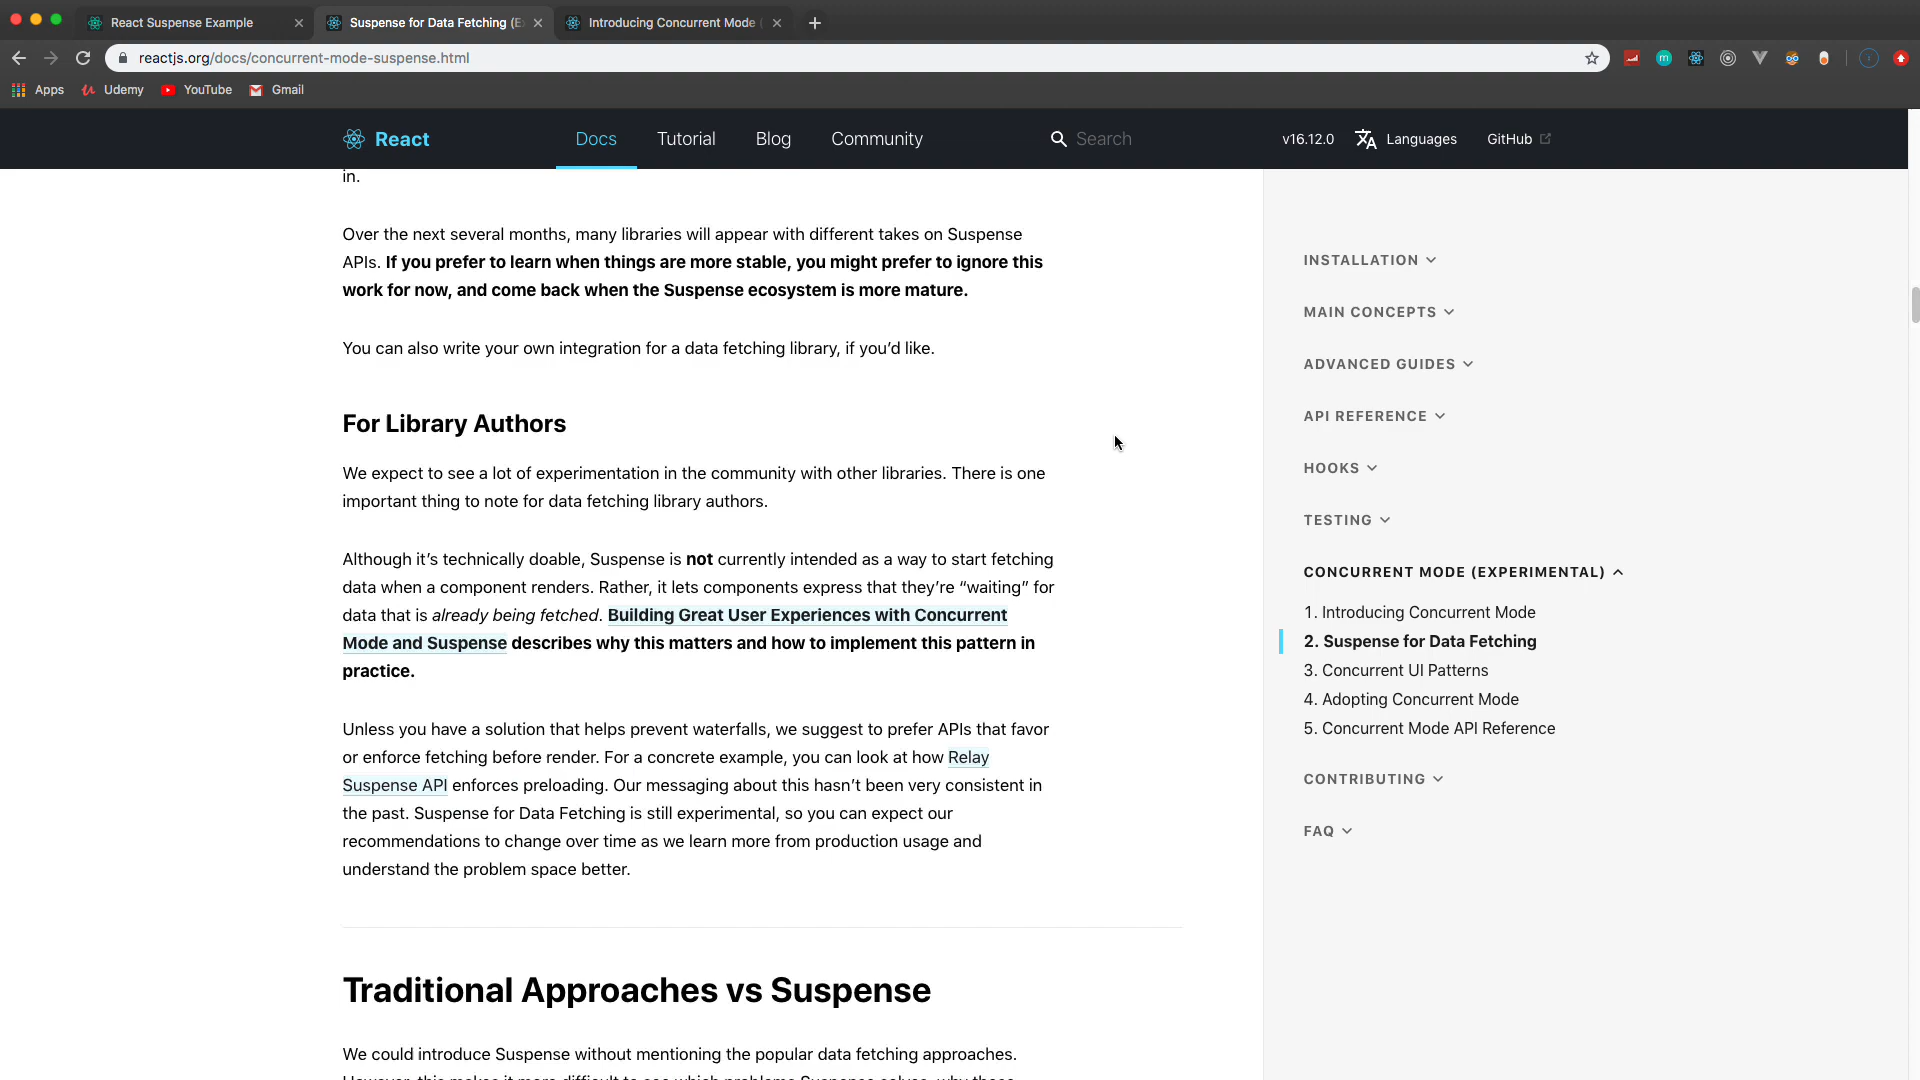 React Suspense Example
Suspense for Data Fetching (E
Introducing Concurrent Mode (
reactjs.org/docs/concurrent-mode-suspense.html
Apps
Udemy
YouTube
Gmail
React
Docs
Tutorial
Blog
Community
Search
v16.12.0
Languages
GitHub
in.
Over the next several months, many libraries will appear with different takes on Suspense
APIs. If you prefer to learn when things are more stable, you might prefer to ignore this
work for now, and come back when the Suspense ecosystem is more mature.
You can also write your own integration for a data fetching library, if you’d like.
For Library Authors
We expect to see a lot of experimentation in the community with other libraries. There is one
important thing to note for data fetching library authors.
Although it’s technically doable, Suspense is not currently intended as a way to start fetching
data when a component renders. Rather, it lets components express that they’re “waiting” for
data that is already being fetched. Building Great User Experiences with Concurrent
Mode and Suspense describes why this matters and how to implement this pattern in
practice.
Unless you have a solution that helps prevent waterfalls, we suggest to prefer APIs that favor
or enforce fetching before render. For a concrete example, you can look at how Relay
Suspense API enforces preloading. Our messaging about this hasn’t been very consistent in
the past. Suspense for Data Fetching is still experimental, so you can expect our
recommendations to change over time as we learn more from production usage and
understand the problem space better.
Traditional Approaches vs Suspense
We could introduce Suspense without mentioning the popular data fetching approaches.
However, this makes it more difficult to see which problems Suspense solves, why these
INSTALLATION
MAIN CONCEPTS
ADVANCED GUIDES
API REFERENCE
HOOKS
TESTING
CONCURRENT MODE (EXPERIMENTAL)
1. Introducing Concurrent Mode
2. Suspense for Data Fetching
3. Concurrent UI Patterns
4. Adopting Concurrent Mode
5. Concurrent Mode API Reference
CONTRIBUTING
FAQ